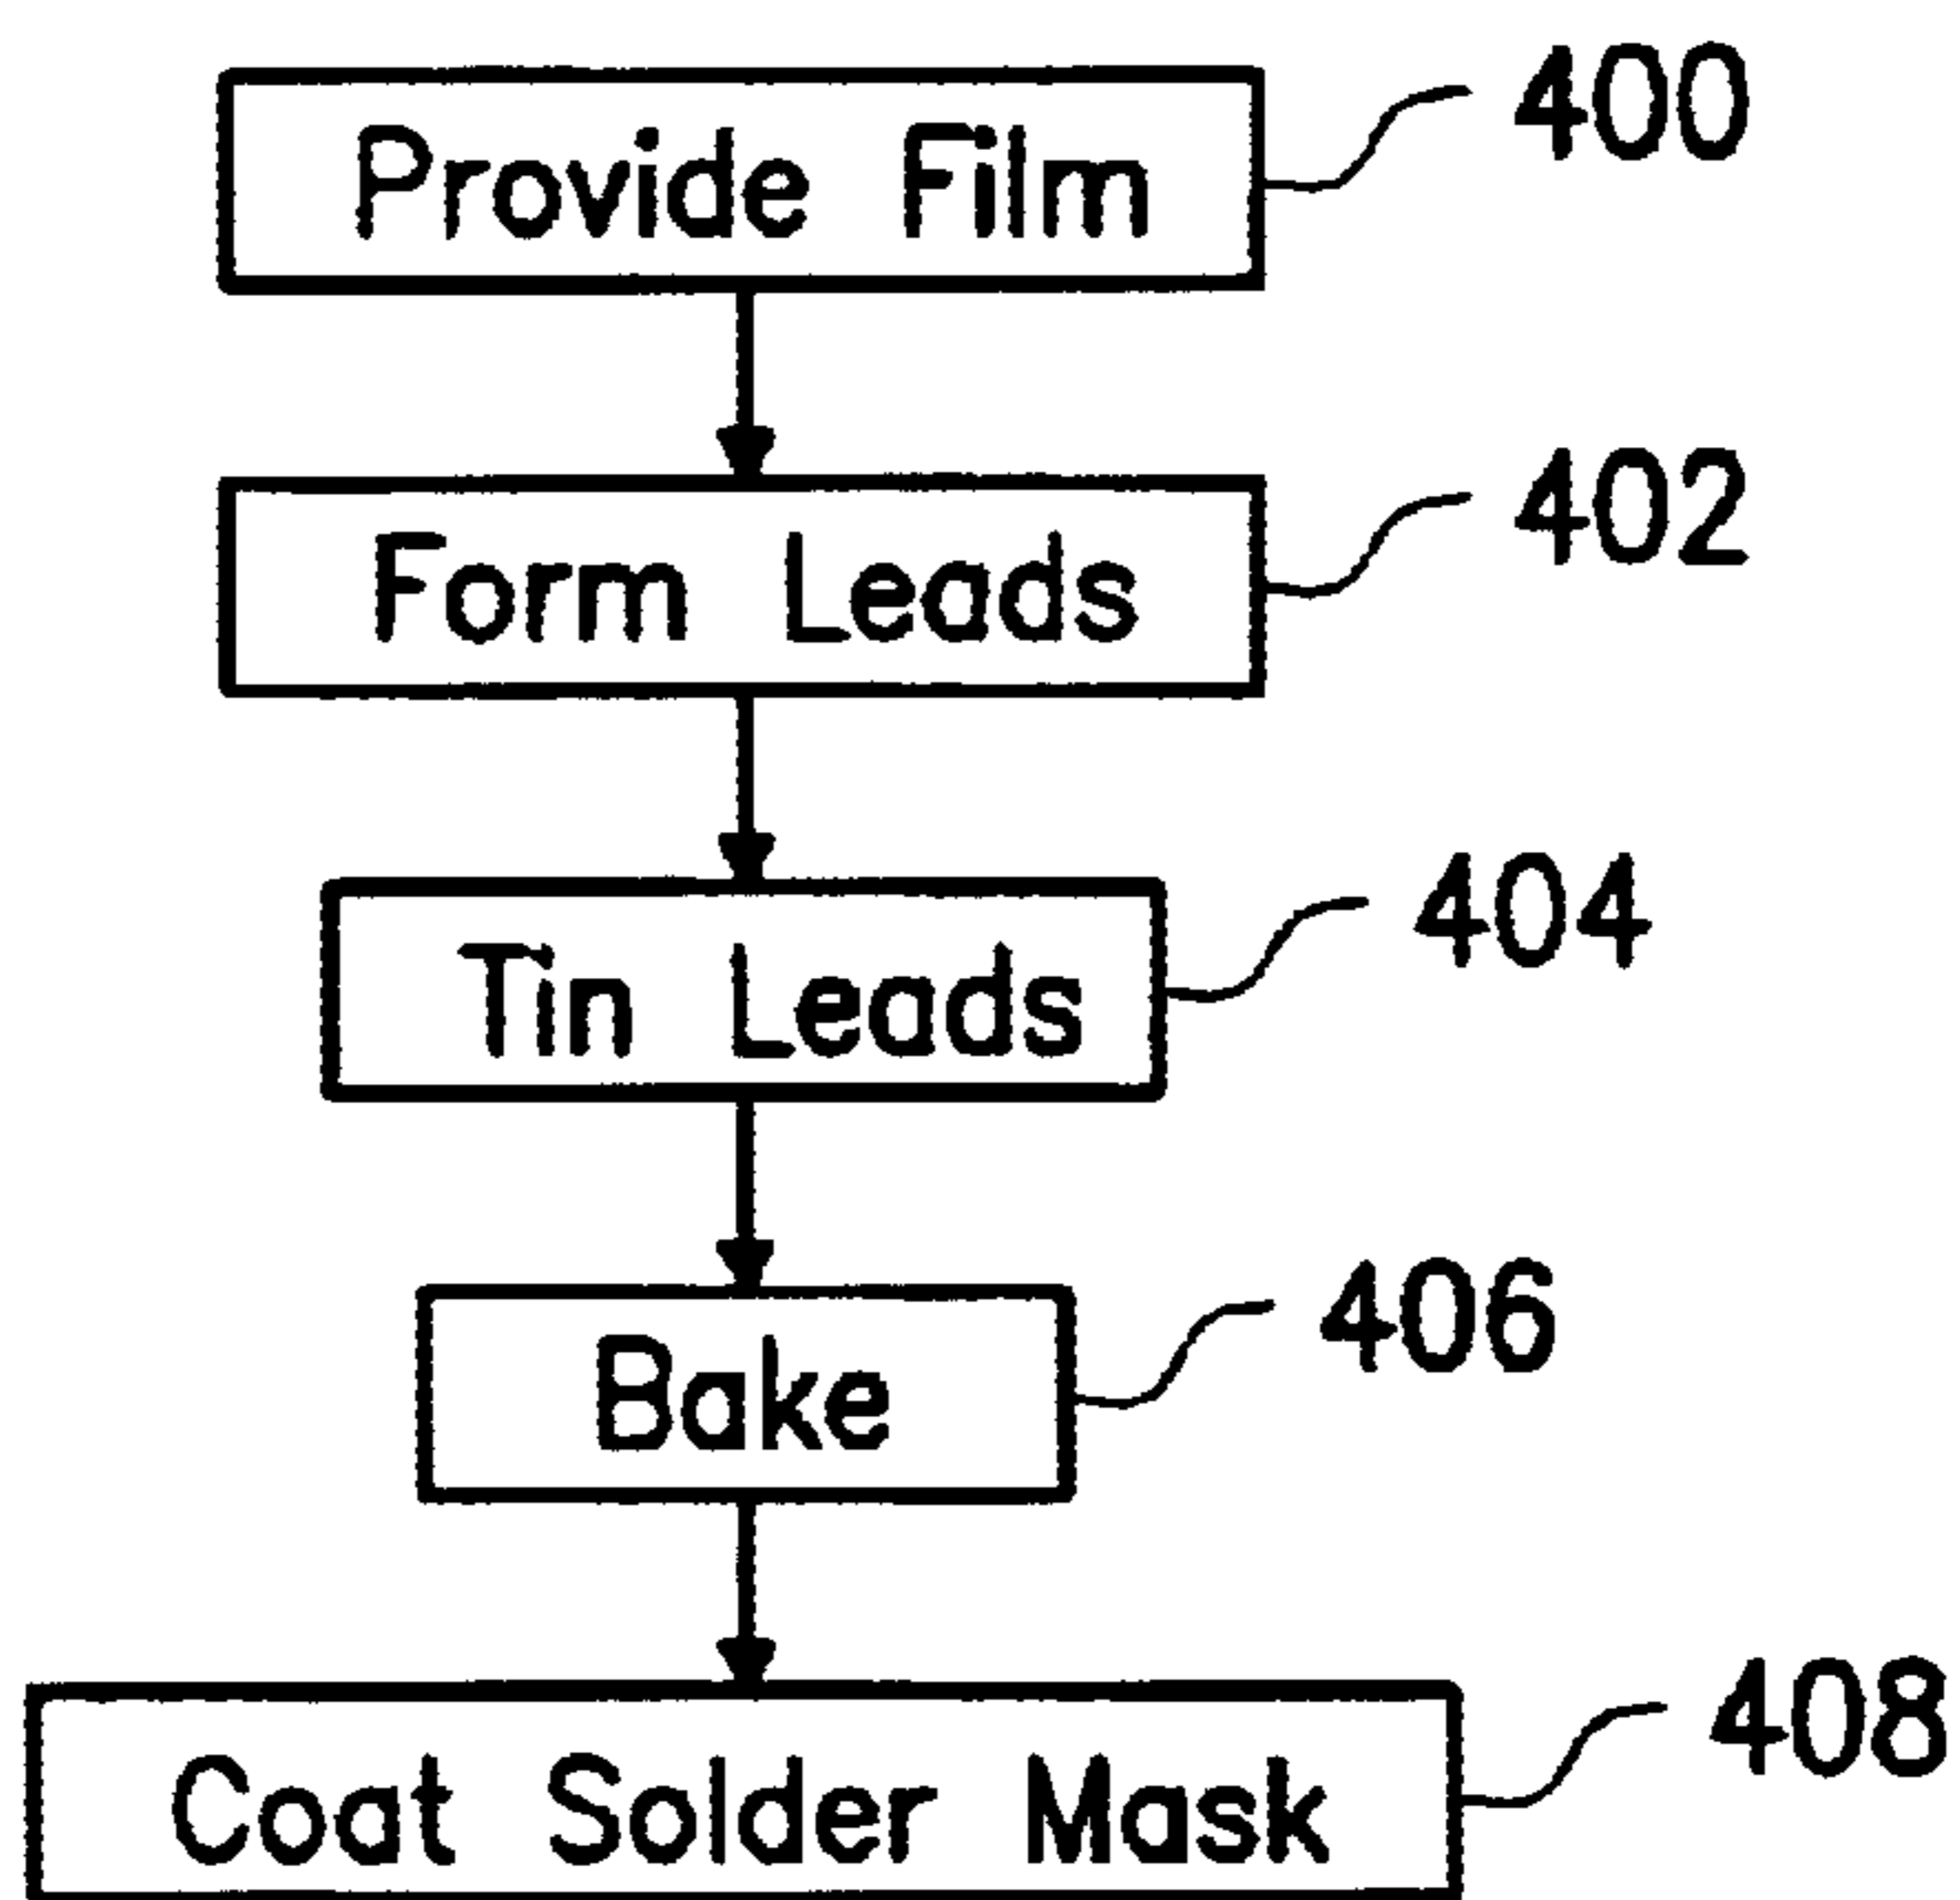 Provide Film 400
Form Leads 402
Tin Leads 404
Bake 406
Coat Solder Mask 408